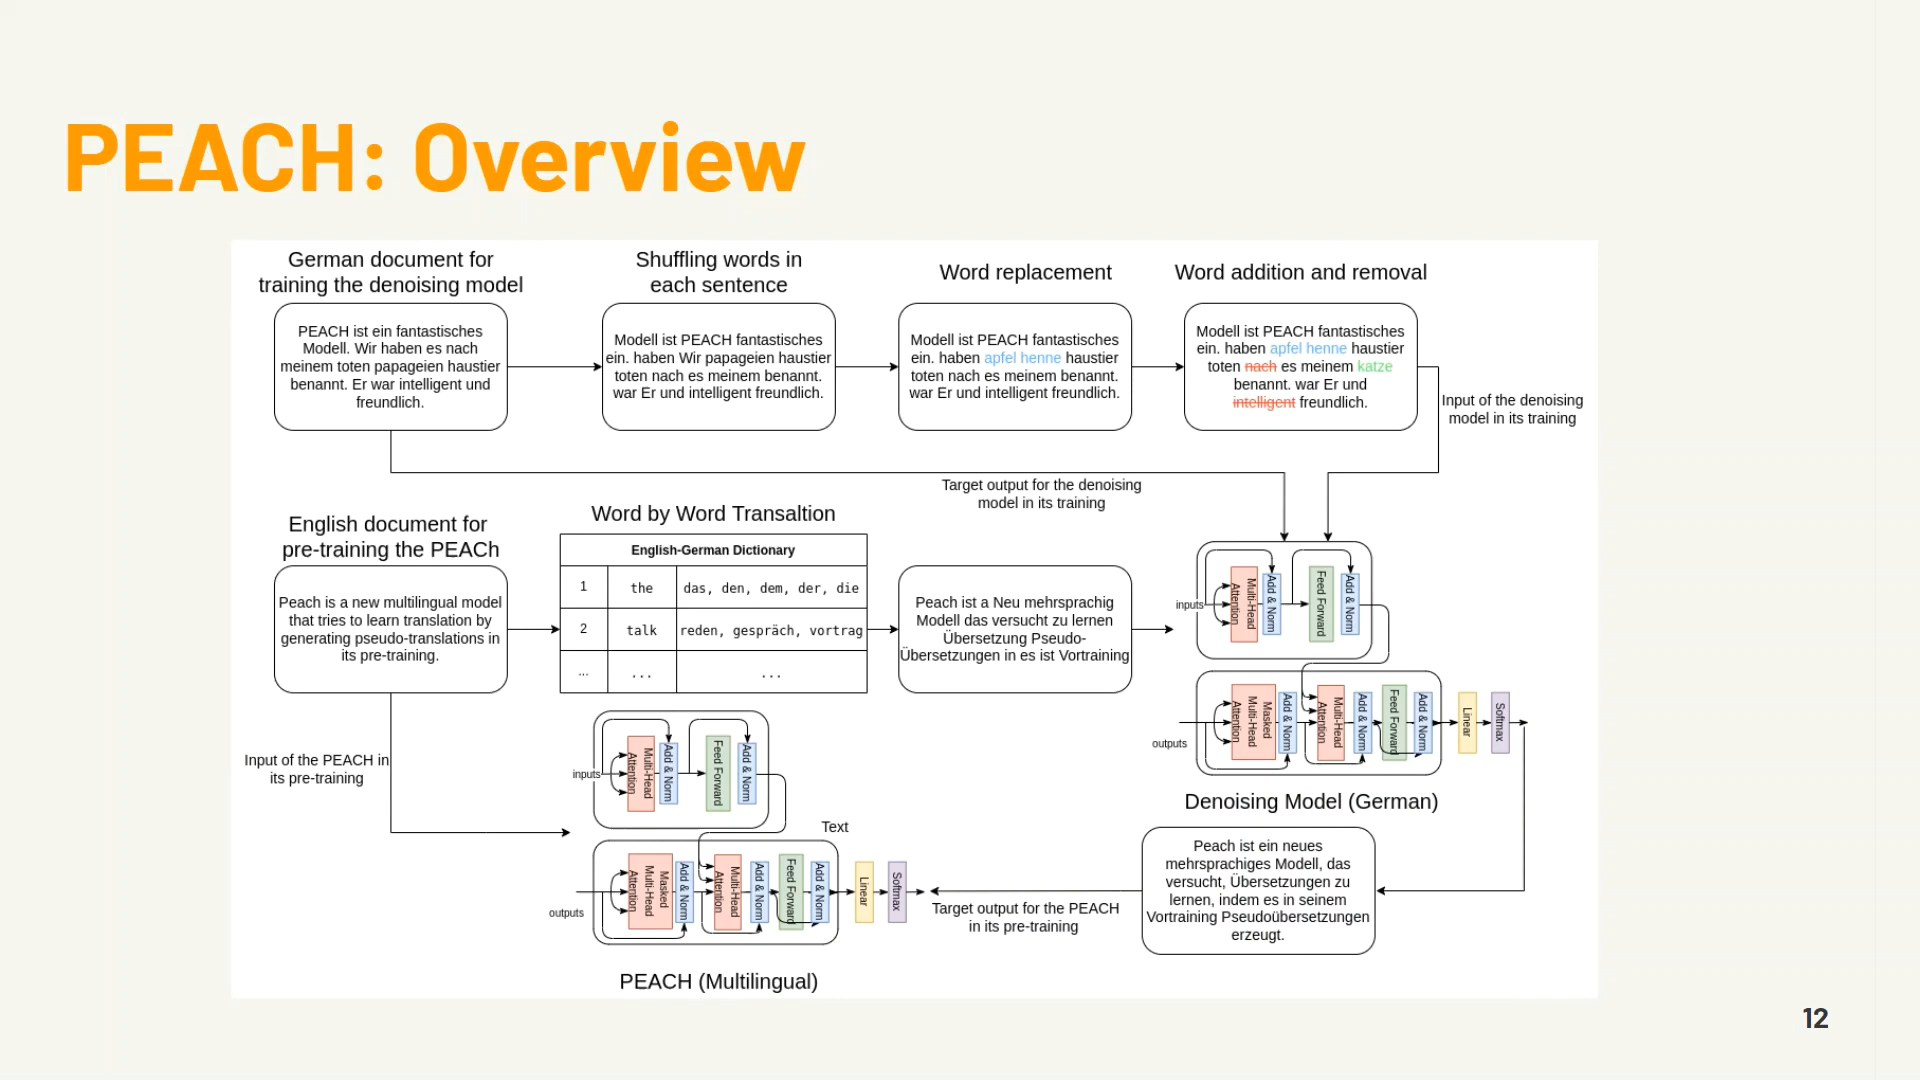 PEACH: Overview
German document for
training the denoising model
Shuffling words in
each sentence
Word replacement
Word addition and removal
PEACH ist ein fantastisches
Modell. Wir haben es nach
meinem toten papageien haustier
benannt. Er war intelligent und
freundlich.
Modell ist PEACH fantastisches
ein. haben Wir papageien haustier
toten nach es meinem benannt.
war Er und intelligent freundlich.
Modell ist PEACH fantastisches
ein. haben apfel henne haustier
toten nach es meinem benannt.
war Er und intelligent freundlich.
Modell ist PEACH fantastisches
ein. haben apfel henne haustier
toten nach es meinem katze
benannt. war Er und
intelligent freundlich.
Input of the denoising
model in its training
Target output for the denoising
model in its training
English document for
pre-training the PEACh
Word by Word Transaltion
Peach is a new multilingual model
that tries to learn translation by
generating pseudo-translations in
its pre-training.
English-German Dictionary
1 the das, den, dem, der, die
2 talk reden, gespräch, vortrag
... ... ...
Peach ist a Neu mehrsprachig
Modell das versucht zu lernen
Übersetzung Pseudo-
Übersetzungen in es ist Vortraining
inputs
Multi-Head
Attention
Add & Norm
Feed Forward
Add & Norm
outputs
Masked
Multi-Head
Attention
Add & Norm
Multi-Head
Attention
Add & Norm
Feed Forward
Add & Norm
Linear
Softmax
Denoising Model (German)
Input of the PEACH in
its pre-training
inputs
Multi-Head
Attention
Add & Norm
Feed Forward
Add & Norm
Text
outputs
Masked
Multi-Head
Attention
Add & Norm
Multi-Head
Attention
Add & Norm
Feed Forward
Add & Norm
Linear
Softmax
Target output for the PEACH
in its pre-training
Peach ist ein neues
mehrsprachiges Modell, das
versucht, Übersetzungen zu
lernen, indem es in seinem
Vortraining Pseudoübersetzungen
erzeugt.
PEACH (Multilingual)
12